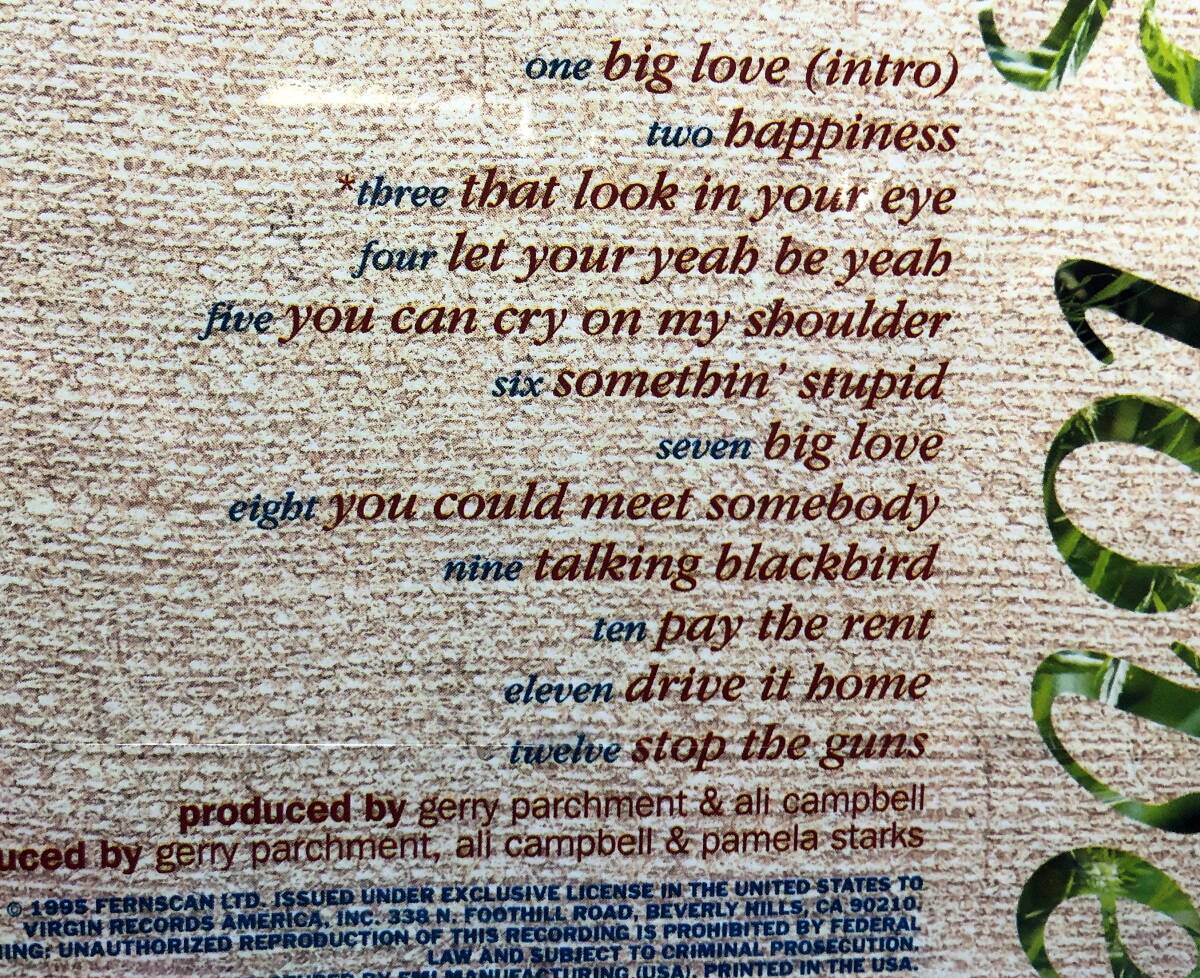 one big love (intro)
two happiness
*three that look in your eye
four let your yeah be yeah
five you can cry on my shoulder
six somethin' stupid
seven big love
eight you could meet somebody
nine talking blackbird
ten pay the rent
eleven drive it home
twelve stop the guns
produced by gerry parchment & ali campbell
uced by gerry parchment, ali campbell & pamela starks
© 1995 FERNSCAN LTD. ISSUED UNDER EXCLUSIVE LICENSE IN THE UNITED STATES TO
VIRGIN RECORDS AMERICA, INC. 338 N. FOOTHILL ROAD, BEVERLY HILLS, CA 90210.
NING: UNAUTHORIZED REPRODUCTION OF THIS RECORDING IS PROHIBITED BY FEDERAL
LAW AND SUBJECT TO CRIMINAL PROSECUTION.
BY EMI MANUFACTURING (USA). PRINTED IN THE USA.